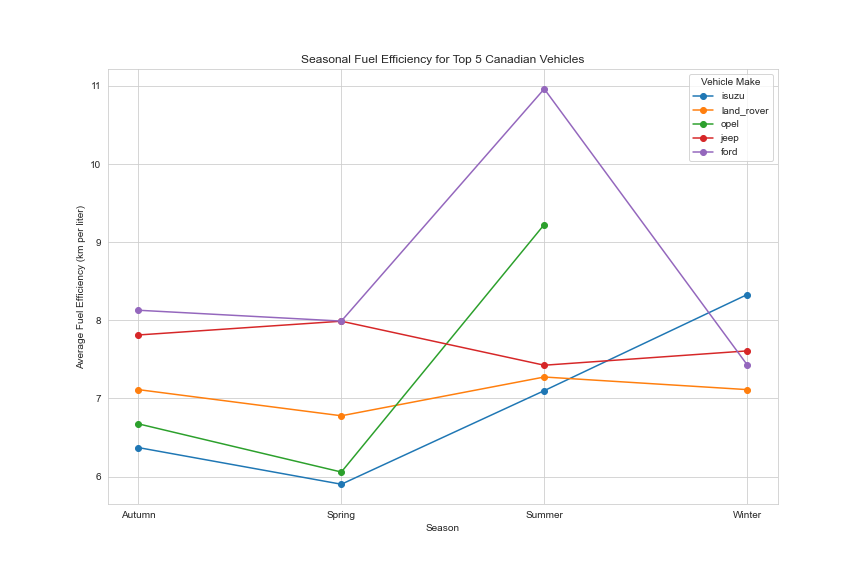 Seasonal Fuel Efficiency for Top 5 Canadian Vehicles
Vehicle Make
isuzu
land_rover
opel
jeep
ford
Average Fuel Efficiency (km per liter)
11
10
9
8
7
6
Autumn
Spring
Summer
Winter
Season